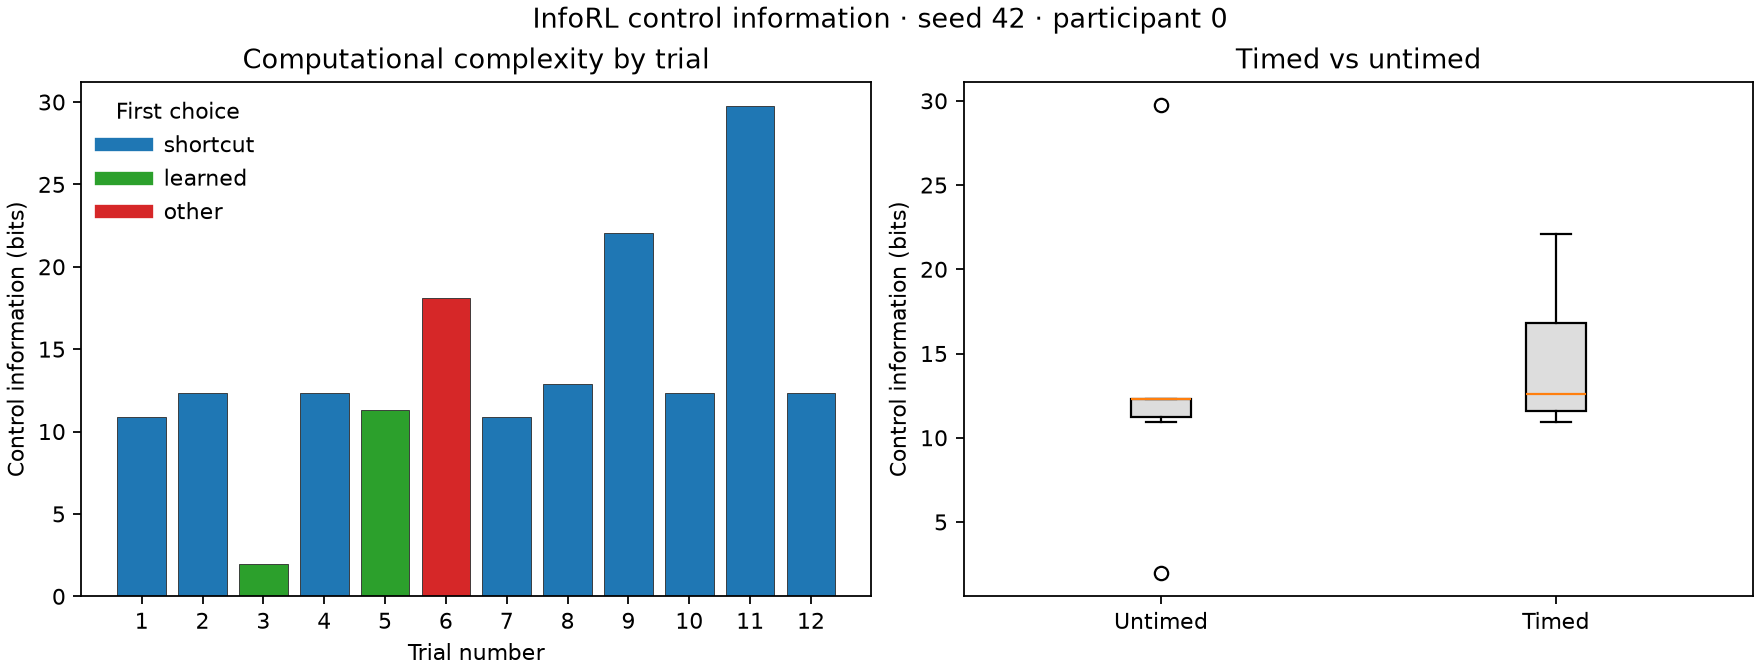 InfoRL control information · seed 42 · participant 0
Computational complexity by trial
Control information (bits)
30
25
20
15
10
5
0
First choice
shortcut
learned
other
1 2 3 4 5 6 7 8 9 10 11 12
Trial number
Timed vs untimed
Control information (bits)
30
25
20
15
10
5
Untimed Timed